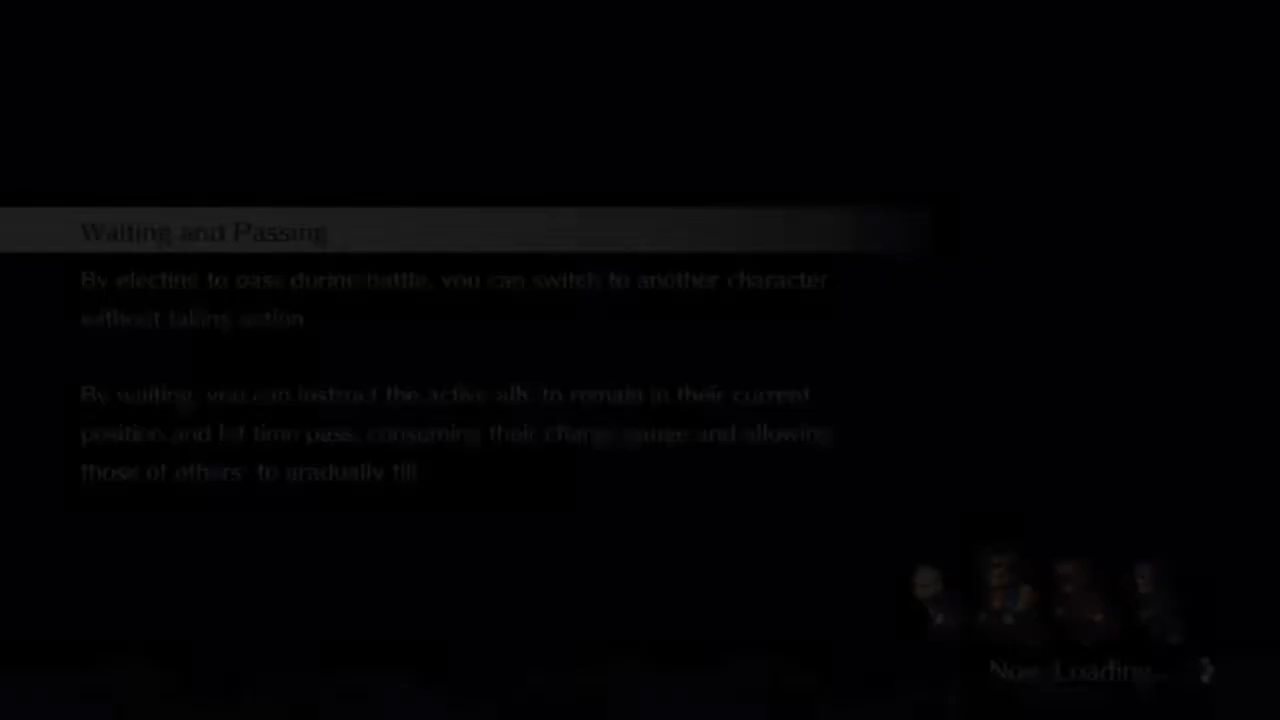 Waiting and Passing
By electing to pass during battle, you can switch to another character
without taking action.
By waiting, you can instruct the active ally to remain in their current
position and let time pass, consuming their charge gauge and allowing
those of others' to gradually fill.
Now Loading...